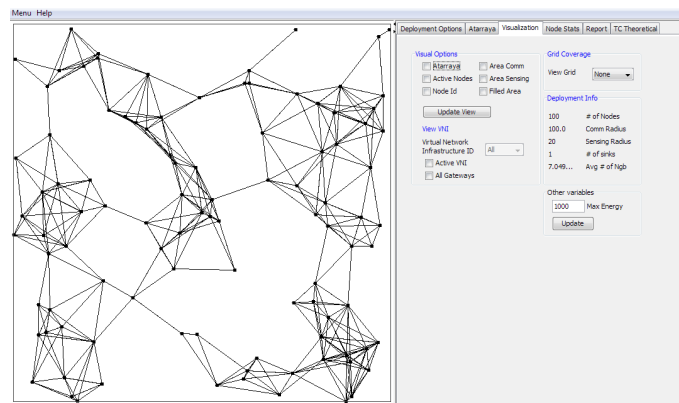 Menu Help
Deployment Options Atarraya Visualization Node Stats Report TC Theoretical
Visual Options
Atarraya Area Comm
Active Nodes Area Sensing
Node Id Filled Area
Update View
View VNI
Virtual Network
Infrastructure ID All
Active VNI
All Gateways
Grid Coverage
View Grid None
Deployment Info
100 # of Nodes
100.0 Comm Radius
20 Sensing Radius
1 # of sinks
7.049... Avg # of Ngb
Other variables
1000 Max Energy
Update